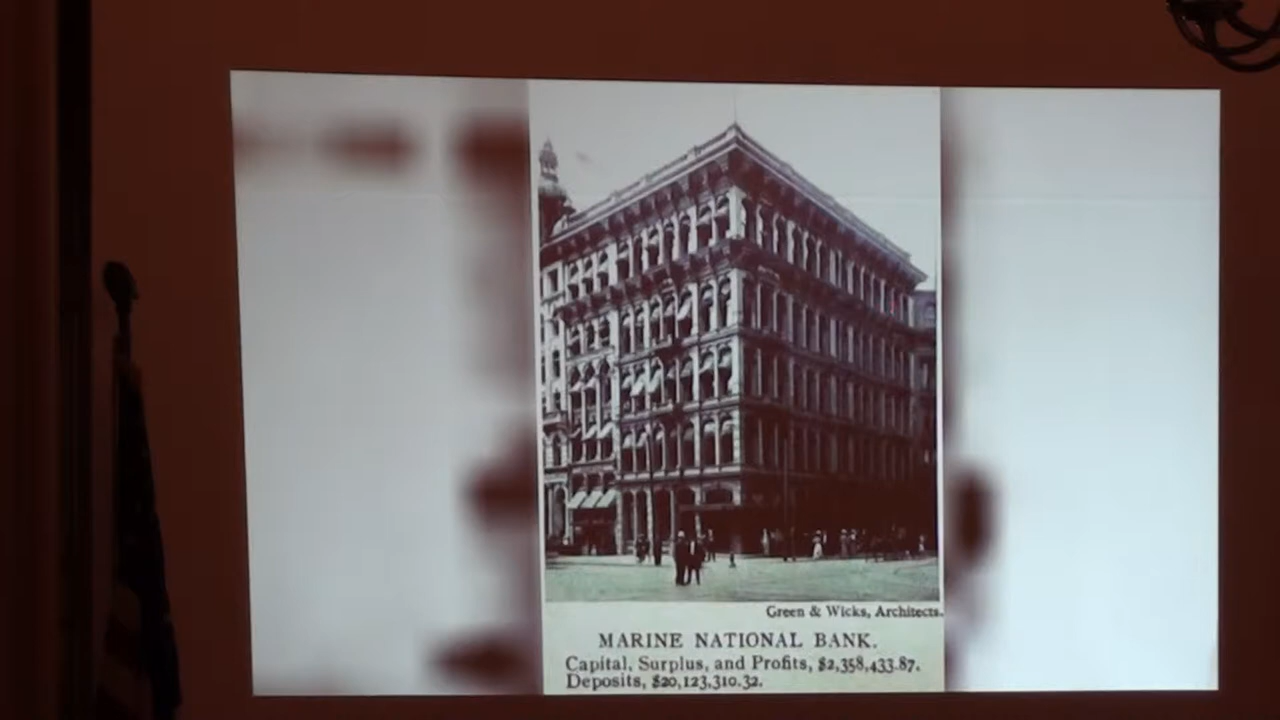 Green & Wicks, Architects.
MARINE NATIONAL BANK.
Capital, Surplus, and Profits, $2,358,433.87.
Deposits, $20,123,310.32.